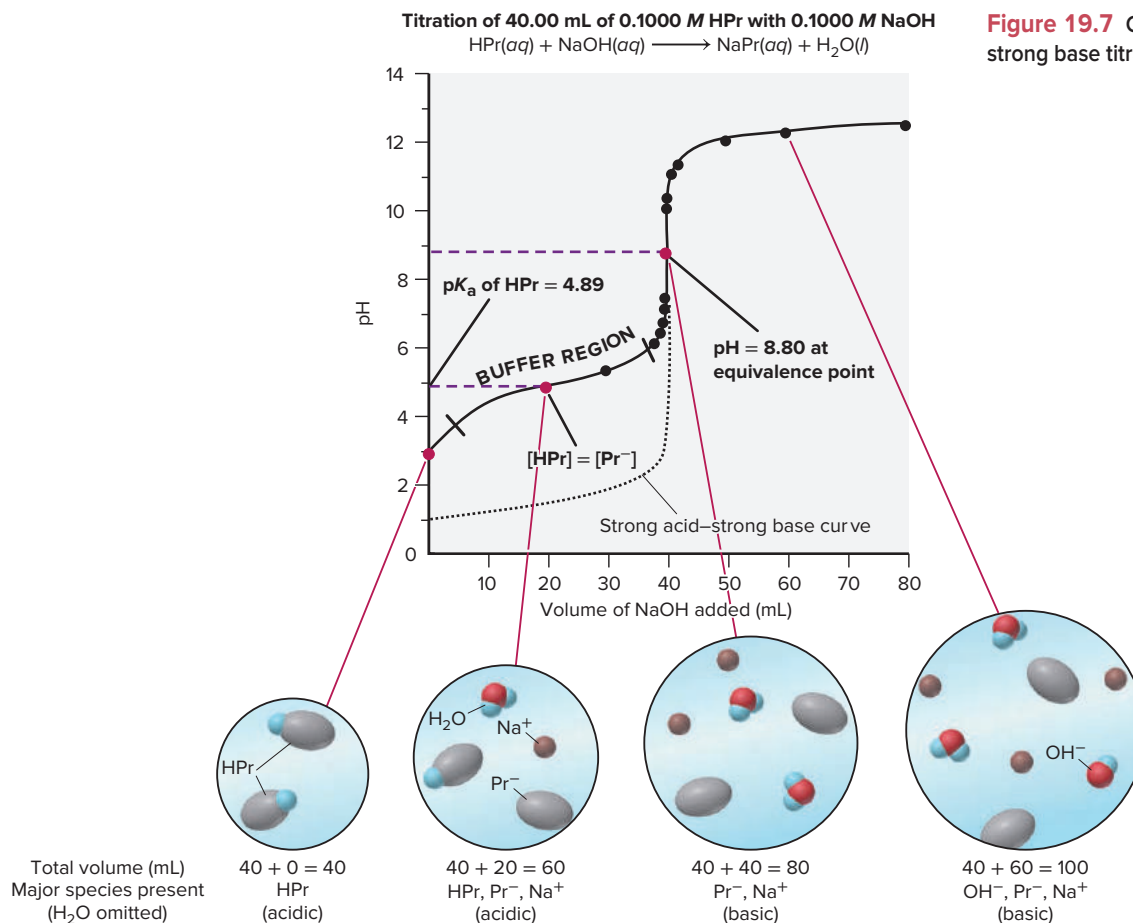 Titration of 40.00 mL of 0.1000 M HPr with 0.1000 M NaOH
HPr(aq) + NaOH(aq) ⟶ NaPr(aq) + H₂O(l)
Figure 19.7 C
strong base titr
14
12
10
8
6
4
2
0
pH
pKa of HPr = 4.89
BUFFER REGION
pH = 8.80 at
equivalence point
[HPr] = [Pr⁻]
Strong acid–strong base curve
10 20 30 40 50 60 70 80
Volume of NaOH added (mL)
HPr
H₂O
Na⁺
Pr⁻
OH⁻
Total volume (mL) 40 + 0 = 40 40 + 20 = 60 40 + 40 = 80 40 + 60 = 100
Major species present HPr HPr, Pr⁻, Na⁺ Pr⁻, Na⁺ OH⁻, Pr⁻, Na⁺
(H₂O omitted) (acidic) (acidic) (basic) (basic)